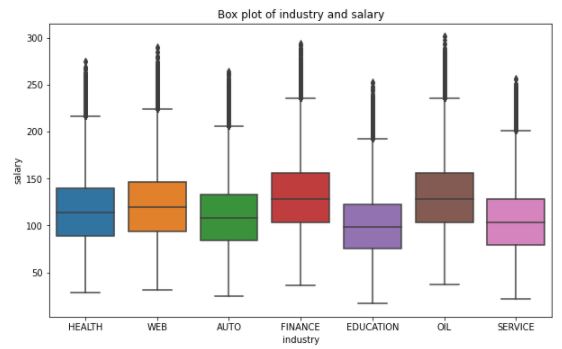 Box plot of industry and salary
salary
300
250
200
150
100
50
HEALTH WEB AUTO FINANCE EDUCATION OIL SERVICE
industry